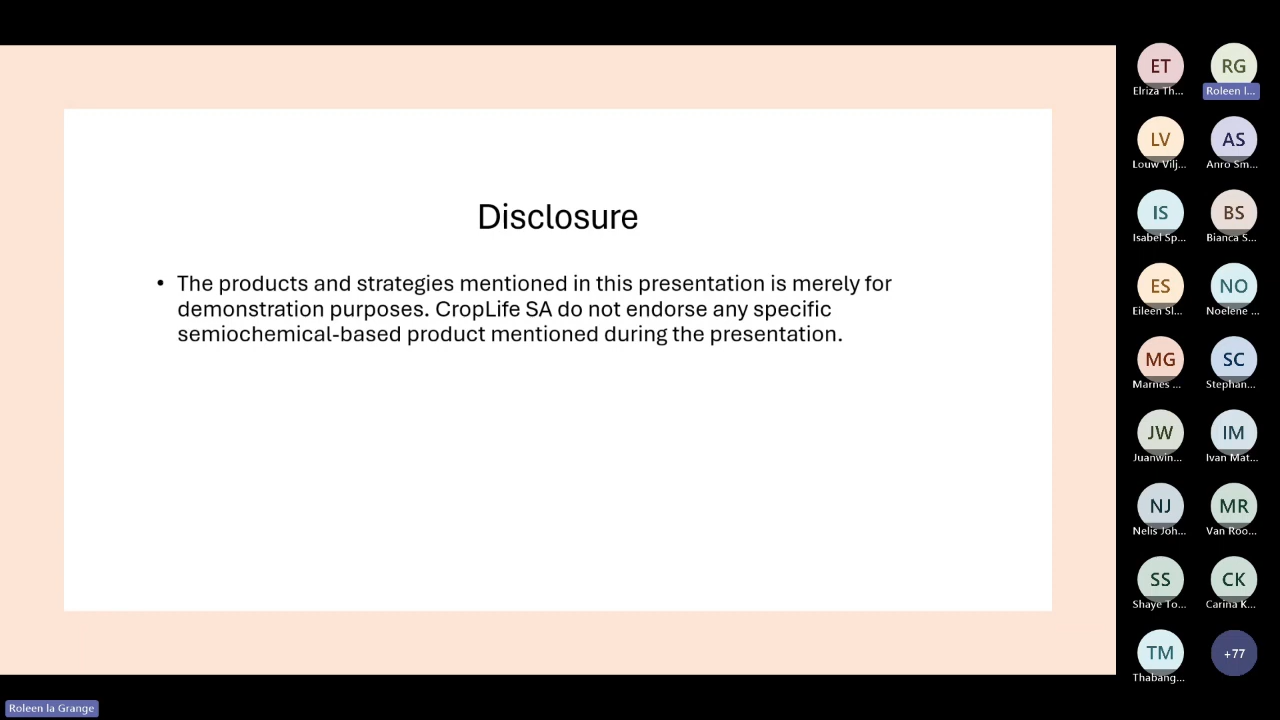 Disclosure
• The products and strategies mentioned in this presentation is merely for
demonstration purposes. CropLife SA do not endorse any specific
semiochemical-based product mentioned during the presentation.
ET
Elriza Th...
RG
Roleen l...
LV
Louw Vilj...
AS
Anro Sm...
IS
Isabel Sp...
BS
Bianca S...
ES
Eileen Sl...
NO
Noelene ...
MG
Marnes ...
SC
Stephan...
JW
Juanwin...
IM
Ivan Mat...
NJ
Nelis Joh...
MR
Van Roo...
SS
Shaye To...
CK
Carina K...
TM
Thabang...
+77
Roleen la Grange